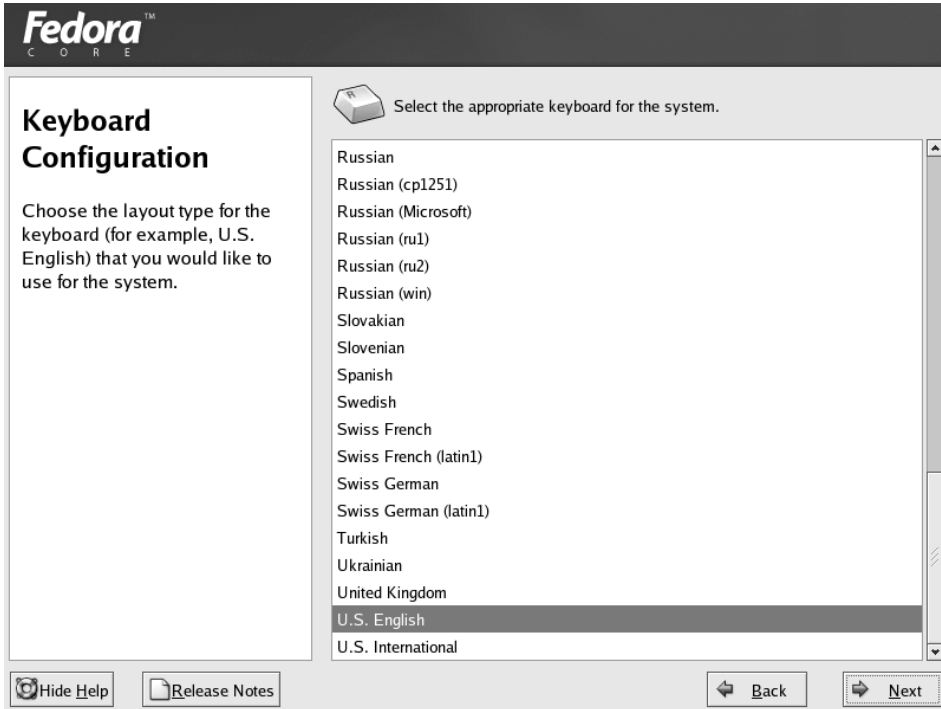 Fedora™
CORE
Keyboard
Configuration
Choose the layout type for the
keyboard (for example, U.S.
English) that you would like to
use for the system.
R
Select the appropriate keyboard for the system.
Russian
Russian (cp1251)
Russian (Microsoft)
Russian (ru1)
Russian (ru2)
Russian (win)
Slovakian
Slovenian
Spanish
Swedish
Swiss French
Swiss French (latin1)
Swiss German
Swiss German (latin1)
Turkish
Ukrainian
United Kingdom
U.S. English
U.S. International
Hide Help
Release Notes
Back
Next